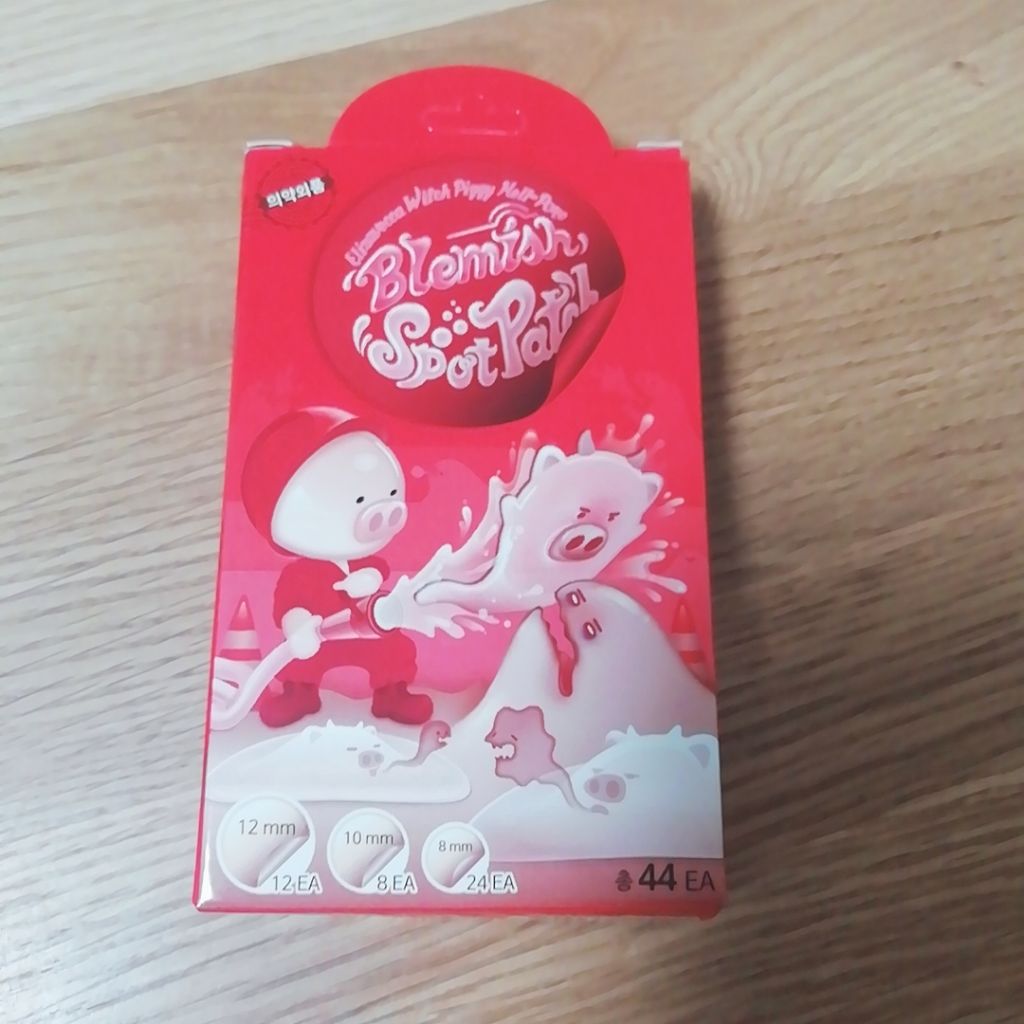 의약외품
Witch Piggy Hell-Pore
Blemish
Spot Patch
12 mm
12 EA
10 mm
8 EA
8 mm
24 EA
총 44 EA